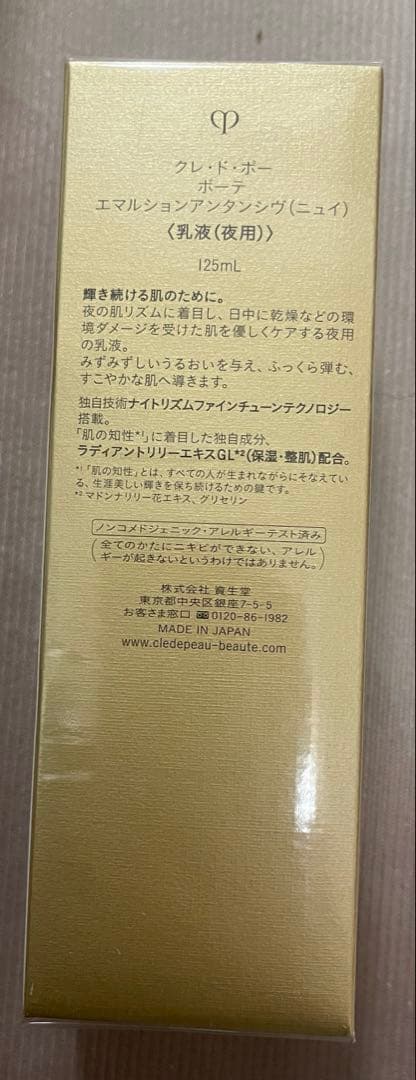 クレ・ド・ポー
ボーテ
エマルションアンタンシヴ(ニュイ)
〈乳液(夜用)〉
125mL
輝き続ける肌のために。
夜の肌リズムに着目し、日中に乾燥などの環
境ダメージを受けた肌を優しくケアする夜用
の乳液。
みずみずしいうるおいを与え、ふっくら弾む、
すこやかな肌へ導きます。
独自技術ナイトリズムファインチューンテクノロジー
搭載。
「肌の知性*¹」に着目した独自成分、
ラディアントリリーエキスGL*²(保湿・整肌)配合。
*¹「肌の知性」とは、すべての人が生まれながらにそなえてい
る、生涯美しい輝きを保ち続けるための鍵です。
*² マドンナリリー花エキス、グリセリン
ノンコメドジェニック・アレルギーテスト済み
(全てのかたにニキビができない、アレル
ギーが起きないというわけではありません。)
株式会社 資生堂
東京都中央区銀座7-5-5
お客さま窓口 0120-86-1982
MADE IN JAPAN
www.cledepeau-beaute.com